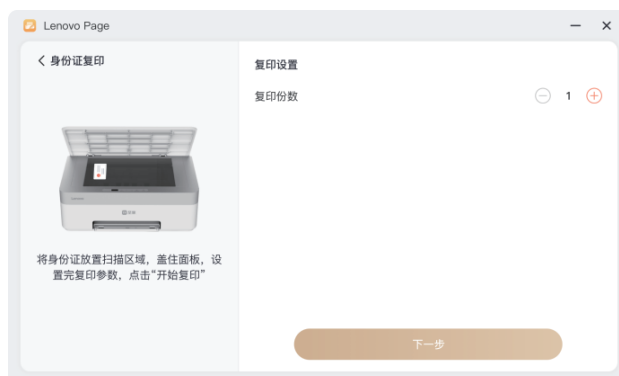 Lenovo Page
身份证复印
将身份证放置扫描区域，盖住面板，设
置完复印参数，点击“开始复印”
复印设置
复印份数
1
下一步